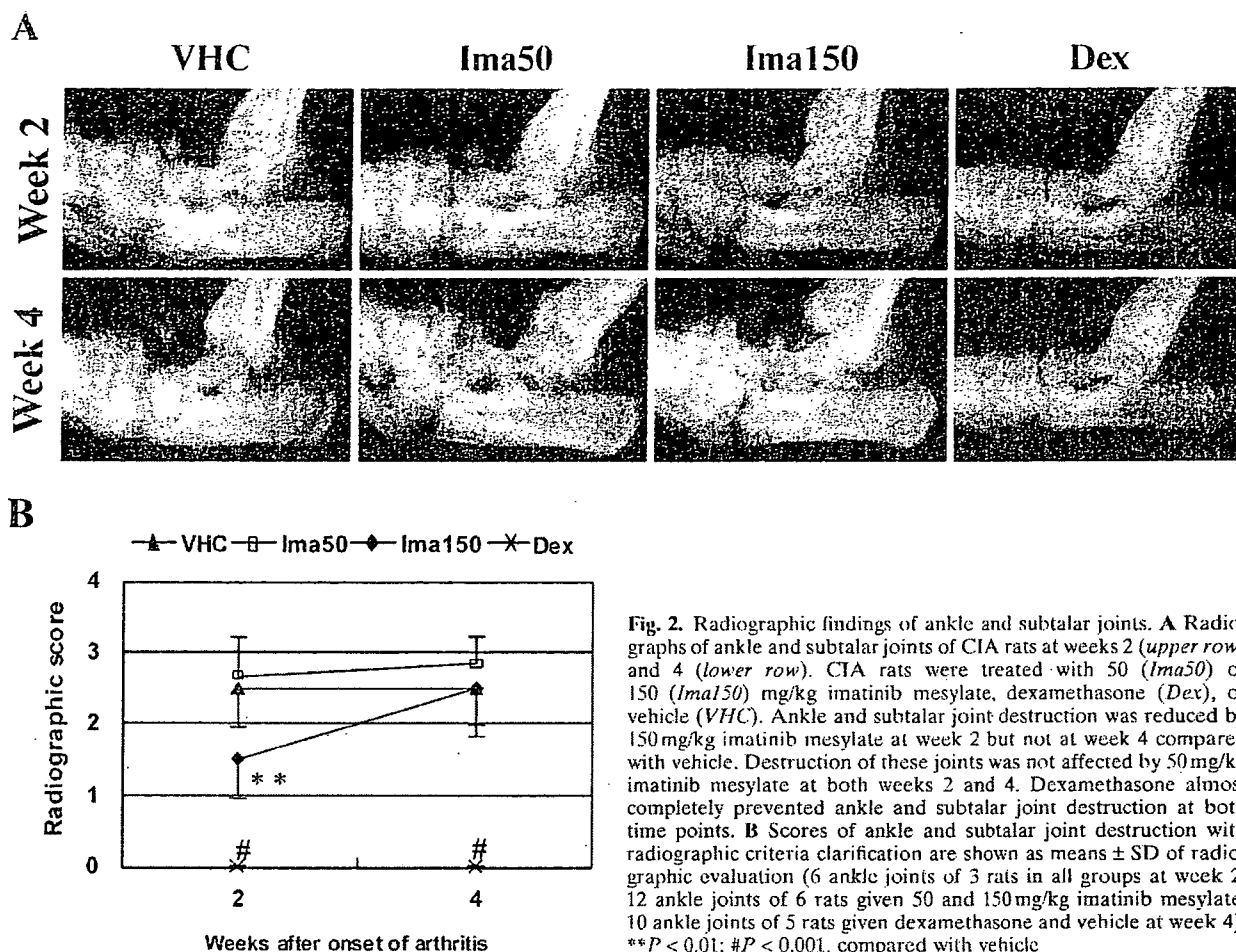 A
VHC Ima50 Ima150 Dex
Week 2
Week 4
B
VHC Ima50 Ima150 Dex
4
3
2
1
0
Radiographic score
**
# #
2 4
Weeks after onset of arthritis
Fig. 2. Radiographic findings of ankle and subtalar joints. A Radio
graphs of ankle and subtalar joints of CIA rats at weeks 2 (upper row
and 4 (lower row). CIA rats were treated with 50 (Ima50) o
150 (Ima150) mg/kg imatinib mesylate, dexamethasone (Dex), o
vehicle (VHC). Ankle and subtalar joint destruction was reduced b
150 mg/kg imatinib mesylate at week 2 but not at week 4 compare
with vehicle. Destruction of these joints was not affected by 50 mg/k
imatinib mesylate at both weeks 2 and 4. Dexamethasone almos
completely prevented ankle and subtalar joint destruction at bot
time points. B Scores of ankle and subtalar joint destruction wit
radiographic criteria clarification are shown as means ± SD of radio
graphic evaluation (6 ankle joints of 3 rats in all groups at week 2
12 ankle joints of 6 rats given 50 and 150 mg/kg imatinib mesylate
10 ankle joints of 5 rats given dexamethasone and vehicle at week 4)
**P < 0.01; #P < 0.001, compared with vehicle